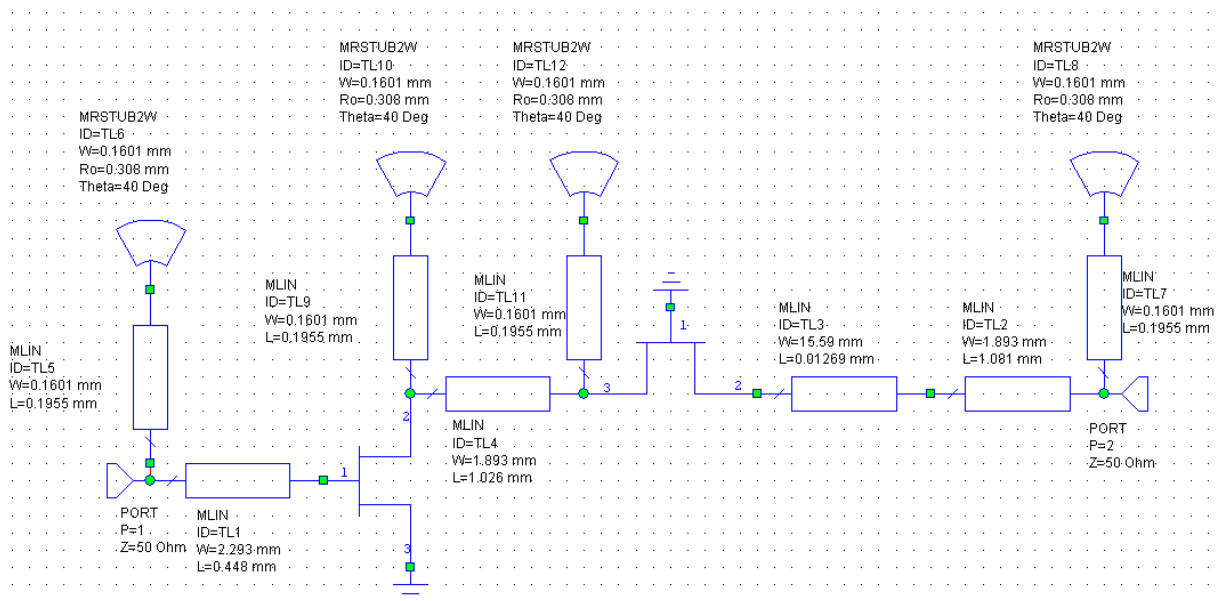 MRSTUB2W
ID=TL10
W=0.1601 mm
Ro=0.308 mm
Theta=40 Deg
MRSTUB2W
ID=TL12
W=0.1601 mm
Ro=0.308 mm
Theta=40 Deg
MRSTUB2W
ID=TL8
W=0.1601 mm
Ro=0.308 mm
Theta=40 Deg
MRSTUB2W
ID=TL6
W=0.1601 mm
Ro=0.308 mm
Theta=40 Deg
MLIN
ID=TL9
W=0.1601 mm
L=0.1955 mm
MLIN
ID=TL11
W=0.1601 mm
L=0.1955 mm
MLIN
ID=TL3
W=15.59 mm
L=0.01269 mm
MLIN
ID=TL2
W=1.893 mm
L=1.081 mm
MLIN
ID=TL7
W=0.1601 mm
L=0.1955 mm
MLIN
ID=TL5
W=0.1601 mm
L=0.1955 mm
1
3
2
2
MLIN
ID=TL4
W=1.893 mm
L=1.026 mm
PORT
P=2
Z=50 Ohm
1
PORT
P=1
Z=50 Ohm
MLIN
ID=TL1
W=2.293 mm
L=0.448 mm
3